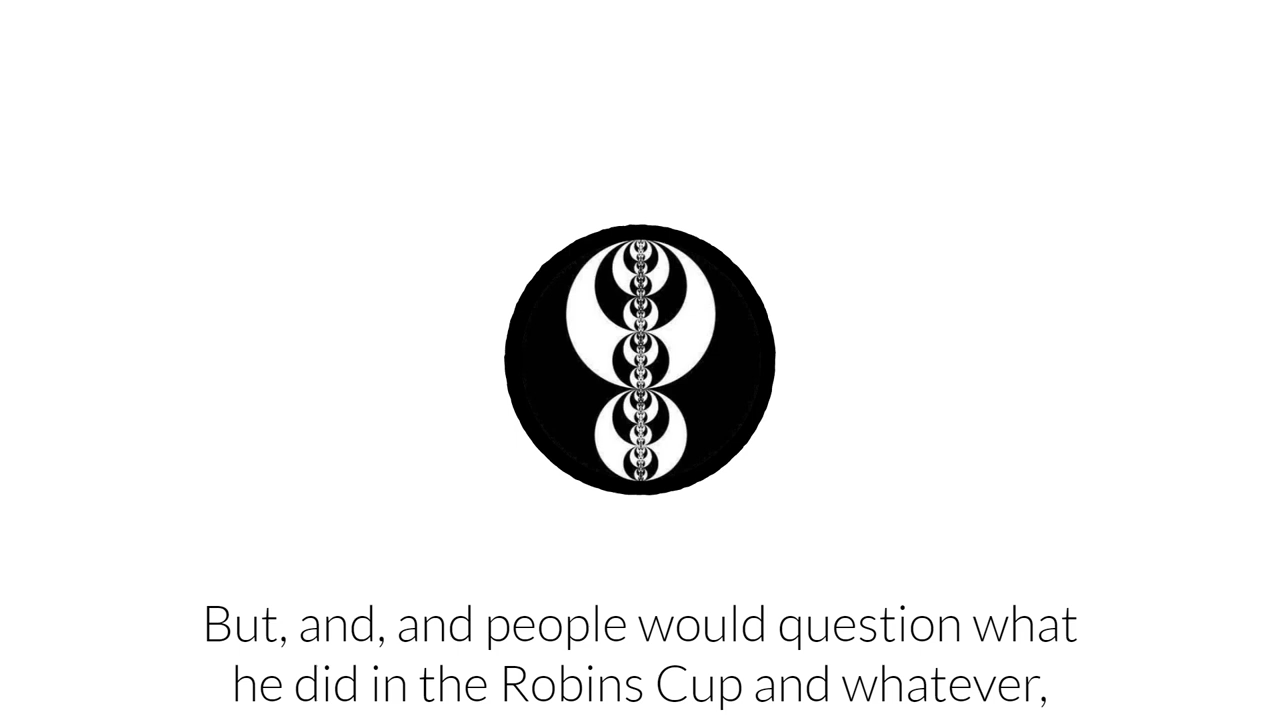 But, and, and people would question what
he did in the Robins Cup and whatever,